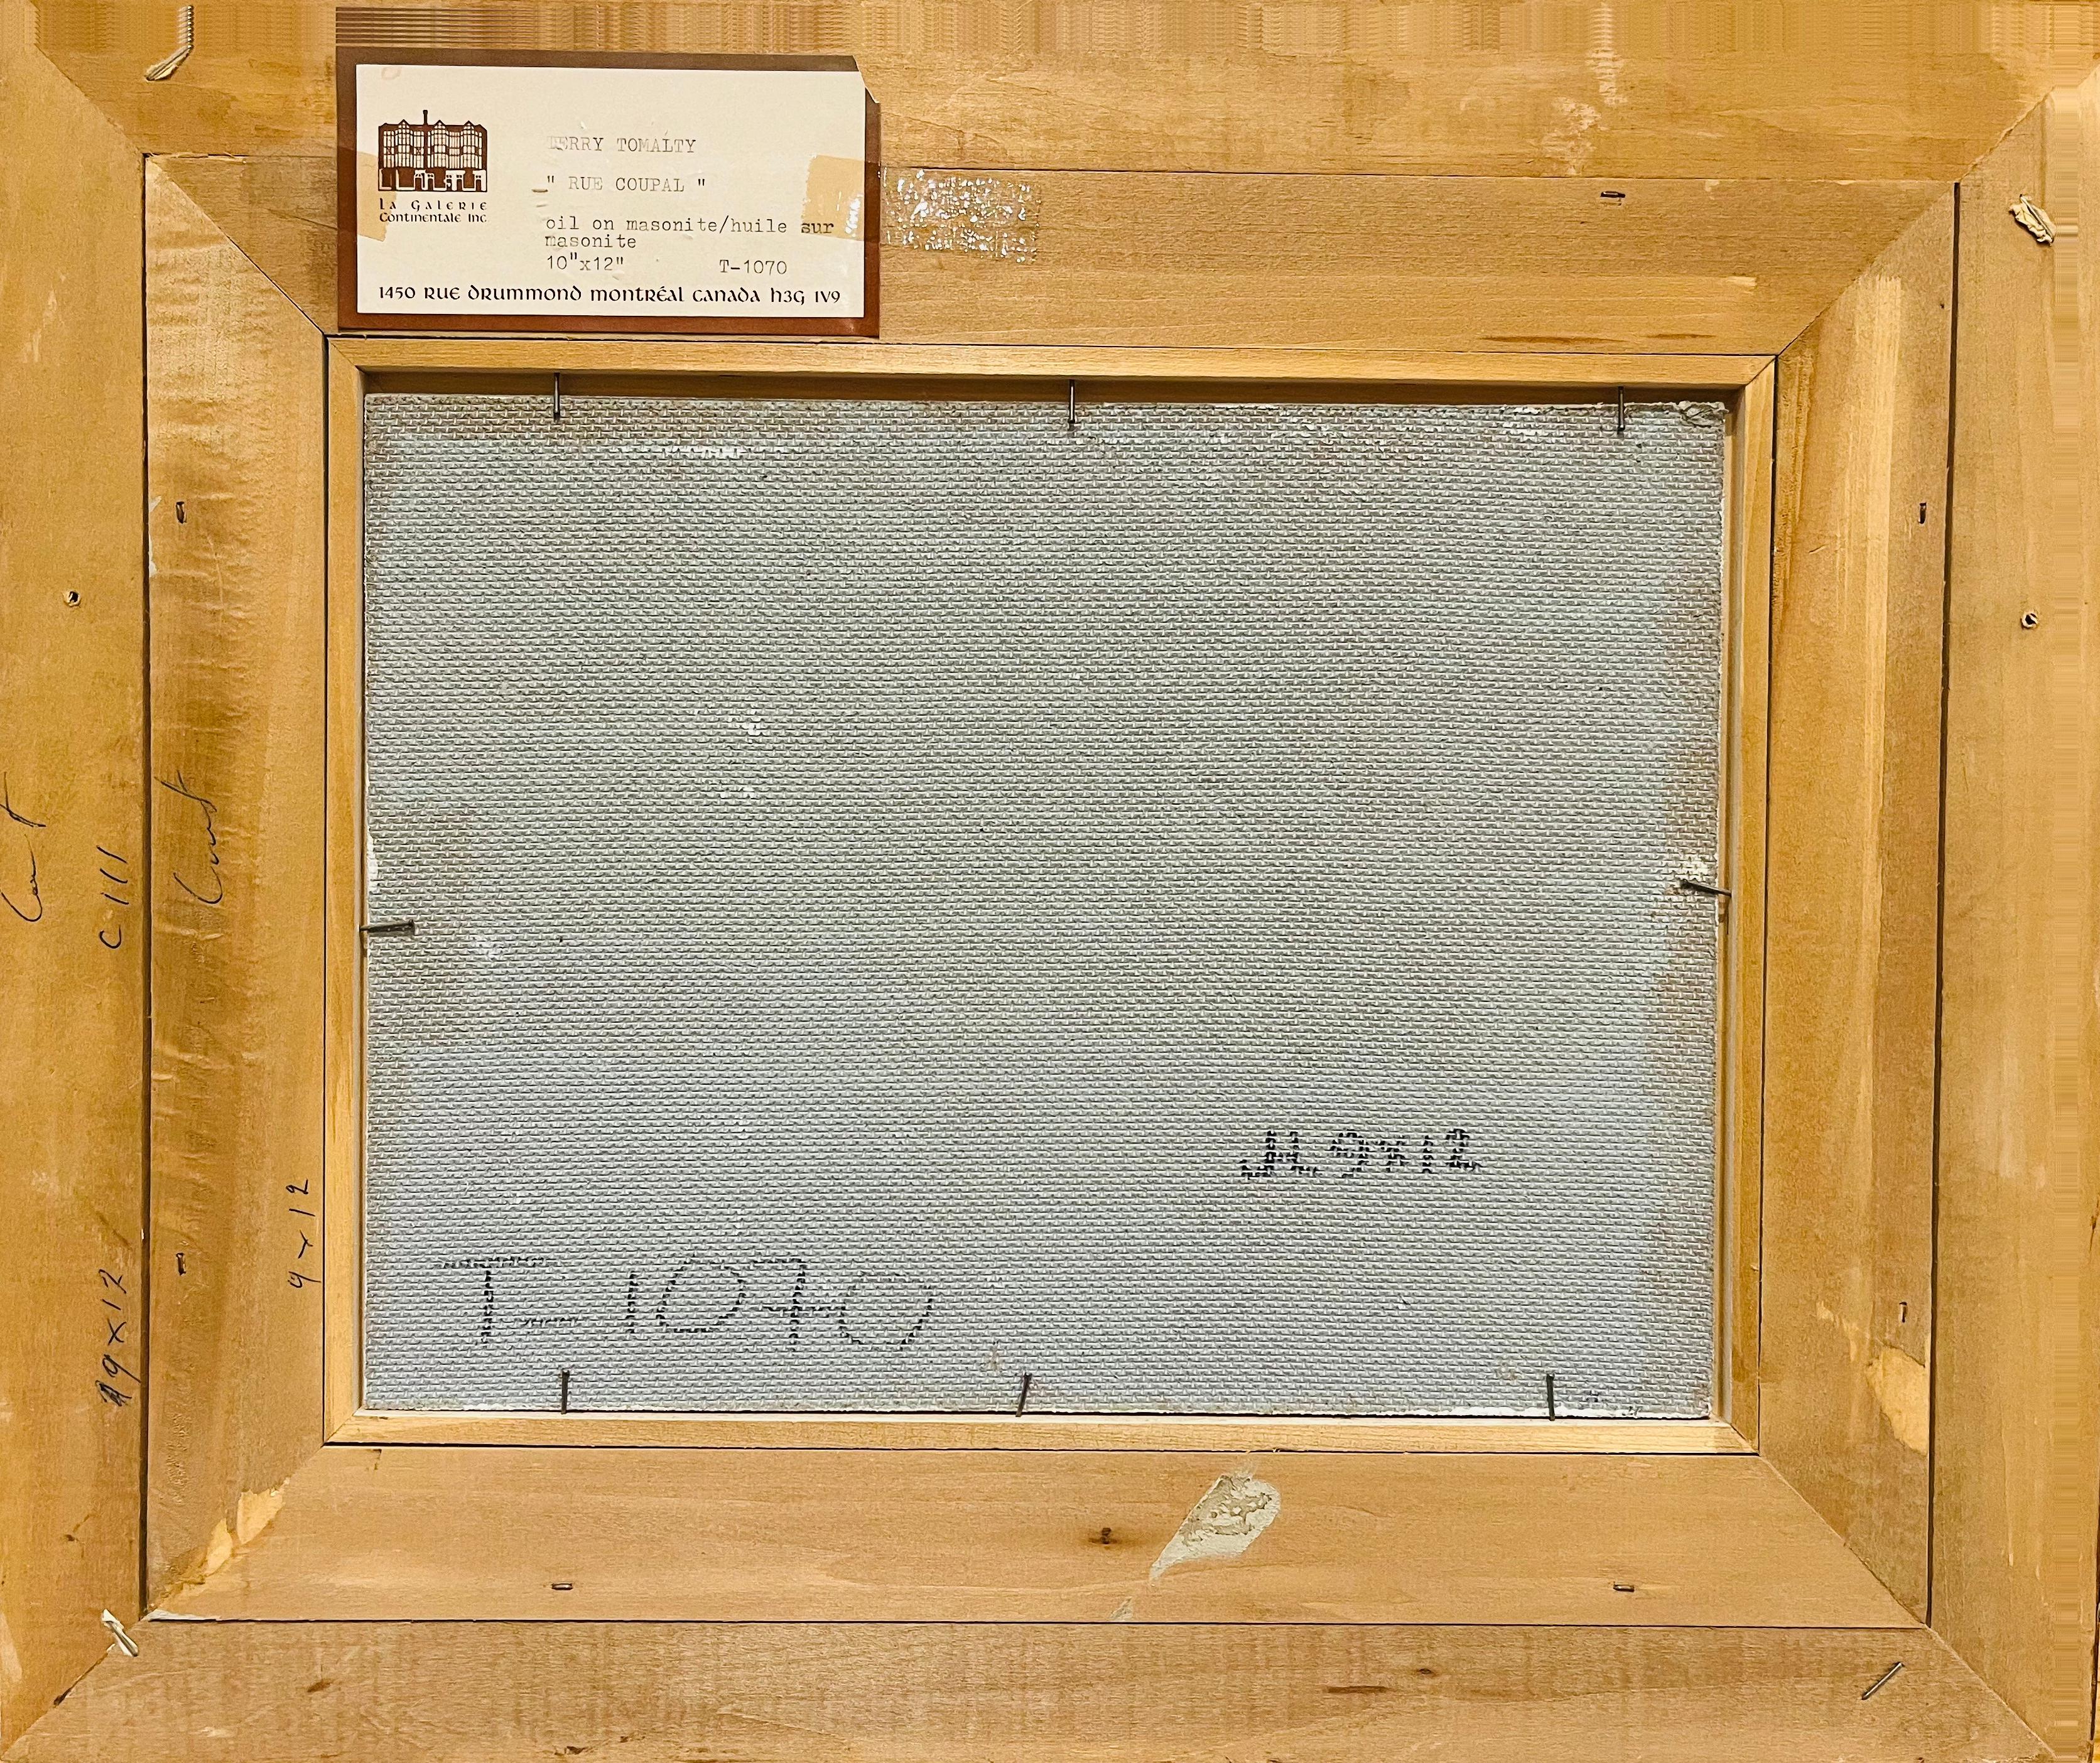 TERRY TOMALTY
" RUE COUPAL "
La Galerie
Continentale Inc
oil on masonite/huile sur
masonite
10"x12" T-1070
1450 rue drummond montréal canada h3g 1v9
C111
9x12
9x12
9x12
T-1070